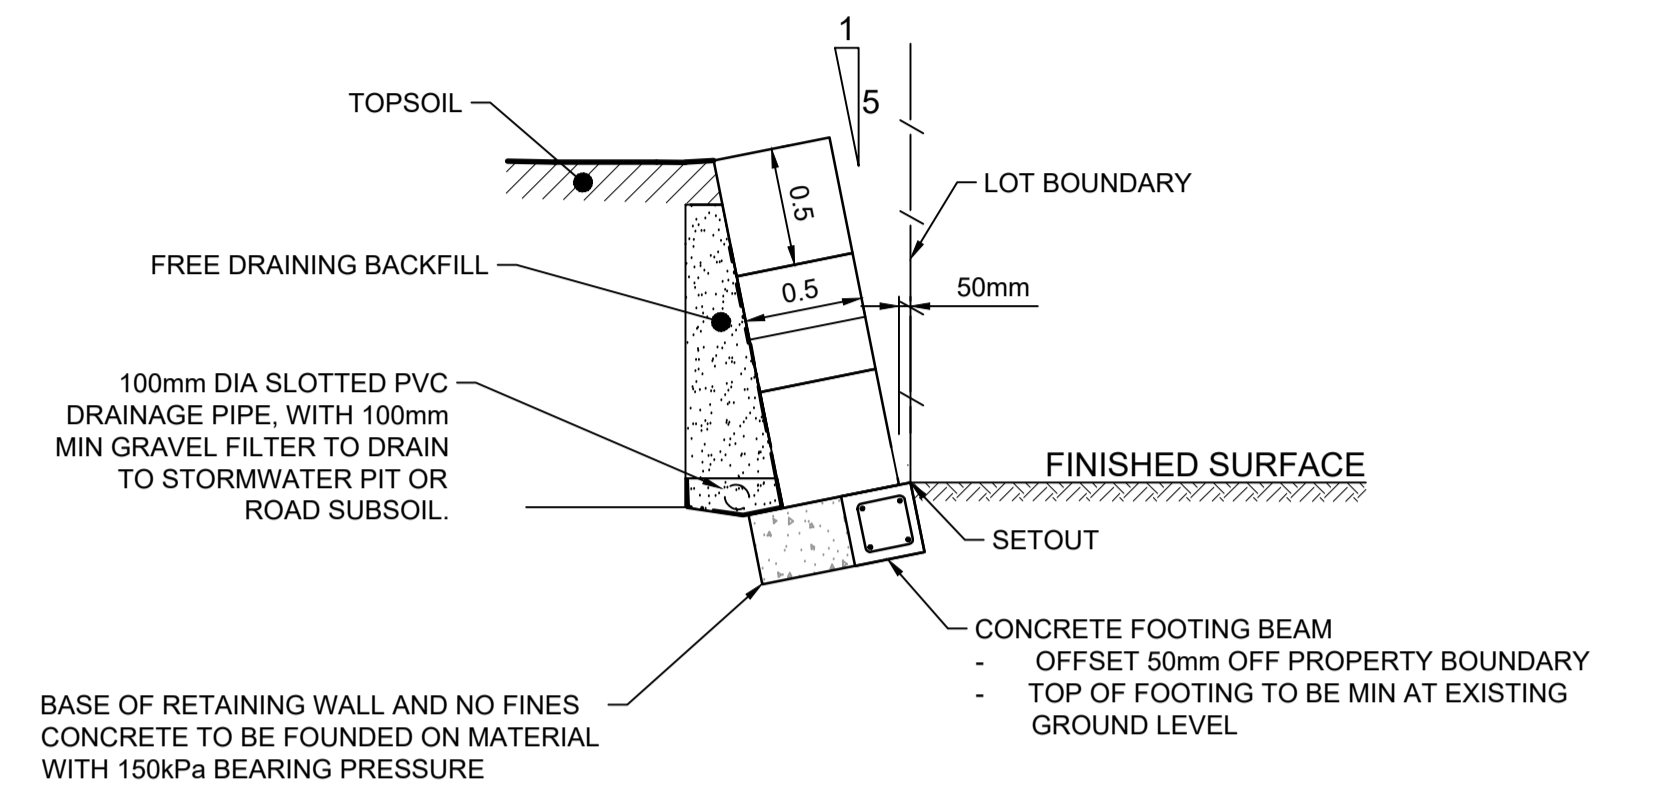 1
5
TOPSOIL
LOT BOUNDARY
0.5
FREE DRAINING BACKFILL
0.5
50mm
100mm DIA SLOTTED PVC
DRAINAGE PIPE, WITH 100mm
MIN GRAVEL FILTER TO DRAIN
TO STORMWATER PIT OR
ROAD SUBSOIL.
FINISHED SURFACE
SETOUT
CONCRETE FOOTING BEAM
- OFFSET 50mm OFF PROPERTY BOUNDARY
- TOP OF FOOTING TO BE MIN AT EXISTING
GROUND LEVEL
BASE OF RETAINING WALL AND NO FINES
CONCRETE TO BE FOUNDED ON MATERIAL
WITH 150kPa BEARING PRESSURE